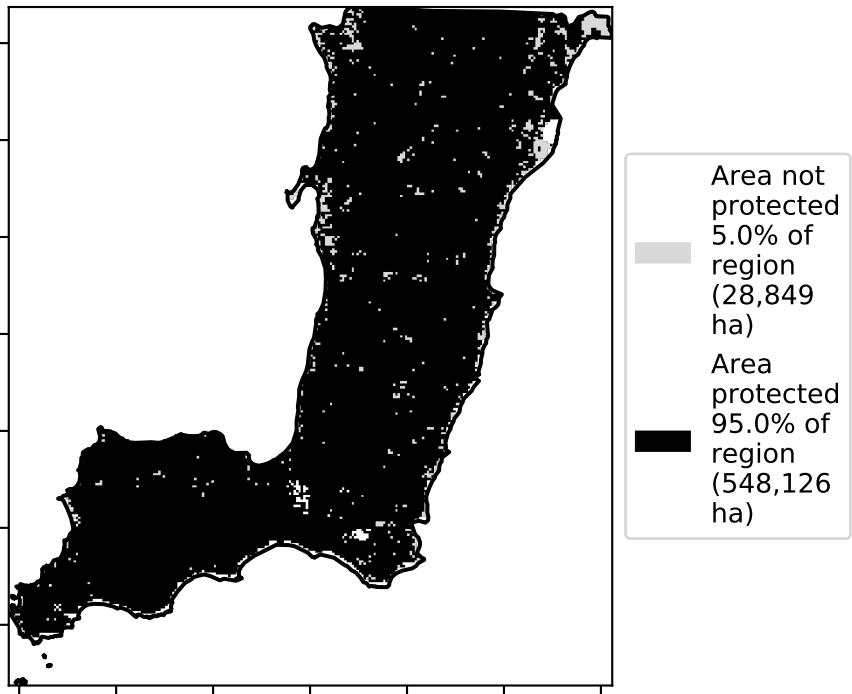 Area not
protected
5.0% of
region
(28,849
ha)
Area
protected
95.0% of
region
(548,126
ha)